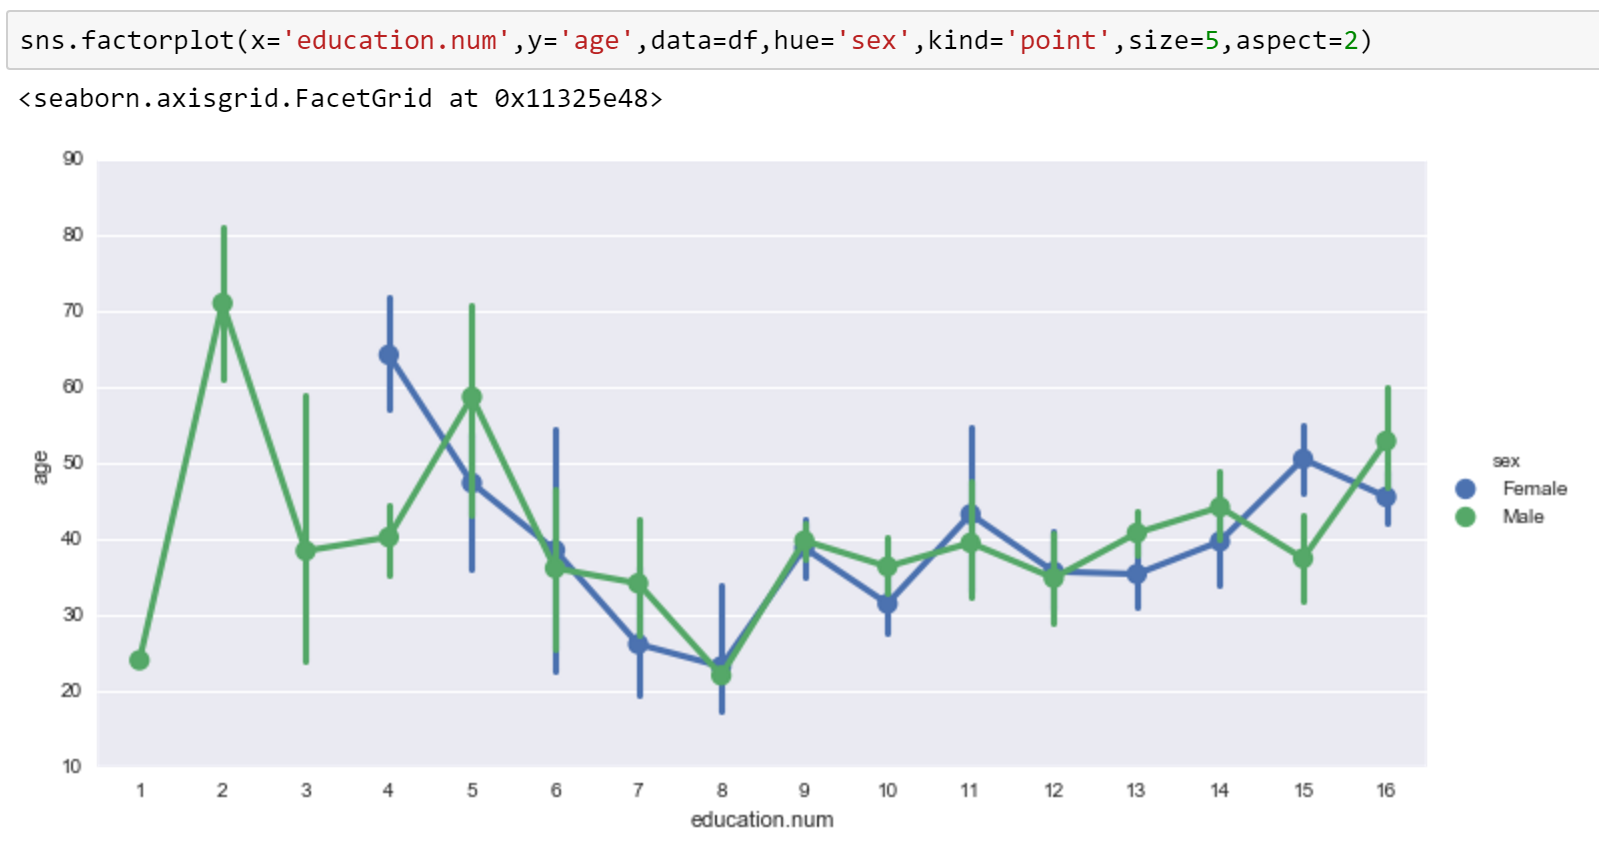 sns.factorplot(x='education.num',y='age',data=df,hue='sex',kind='point',size=5,aspect=2)
<seaborn.axisgrid.FacetGrid at 0x11325e48>
90
80
70
60
50
40
30
20
10
age
1 2 3 4 5 6 7 8 9 10 11 12 13 14 15 16
education.num
sex
Female
Male